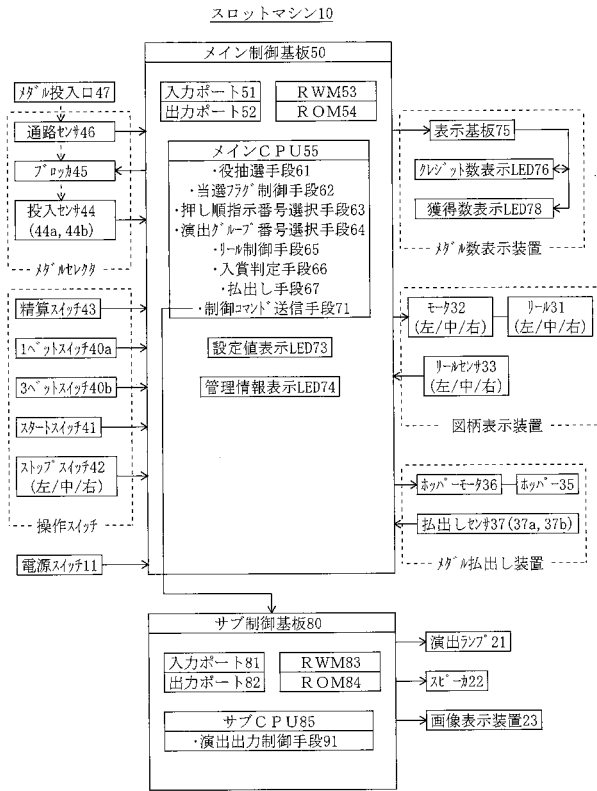 スロットマシン10
メイン制御基板50
入力ポート51
出力ポート52
RWM53
ROM54
メインCPU55
・役抽選手段61
・当選フラグ制御手段62
・押し順指示番号選択手段63
・演出グループ番号選択手段64
・リール制御手段65
・入賞判定手段66
・払出し手段67
・制御コマンド送信手段71
設定値表示LED73
管理情報表示LED74
メダル投入口47
通路センサ46
ブロッカ45
投入センサ44
(44a, 44b)
メダルセレクタ
精算スイッチ43
1ベットスイッチ40a
3ベットスイッチ40b
スタートスイッチ41
ストップスイッチ42
(左/中/右)
操作スイッチ
電源スイッチ11
表示基板75
クレジット数表示LED76
獲得数表示LED78
メダル数表示装置
モータ32
(左/中/右)
リール31
(左/中/右)
リールセンサ33
(左/中/右)
図柄表示装置
ホッパーモータ36
ホッパー35
払出しセンサ37(37a, 37b)
メダル払出し装置
サブ制御基板80
入力ポート81
出力ポート82
RWM83
ROM84
サブCPU85
・演出出力制御手段91
演出ランプ21
スピーカ22
画像表示装置23